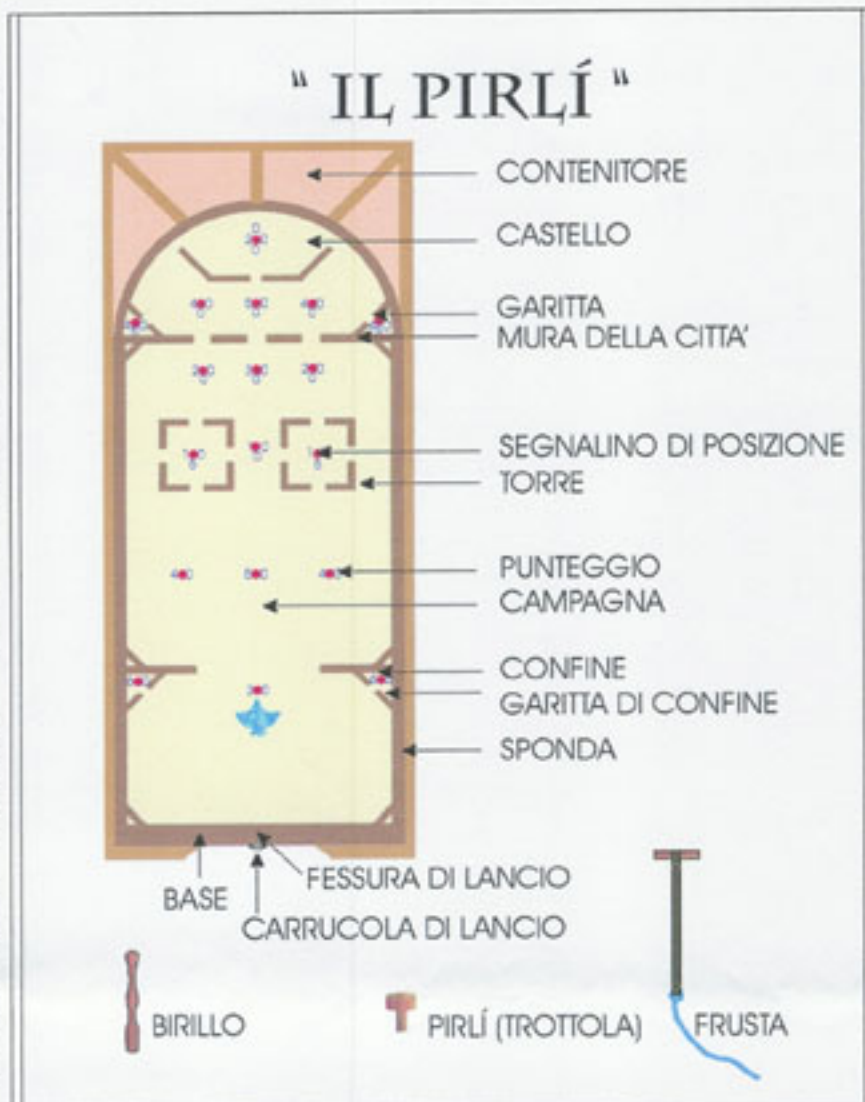 " IL PIRLÍ "
CONTENITORE
CASTELLO
GARITTA
MURA DELLA CITTA'
SEGNALINO DI POSIZIONE
TORRE
PUNTEGGIO
CAMPAGNA
CONFINE
GARITTA DI CONFINE
SPONDA
FESSURA DI LANCIO
BASE
CARRUCOLA DI LANCIO
BIRILLO
PIRLÍ (TROTTOLA)
FRUSTA